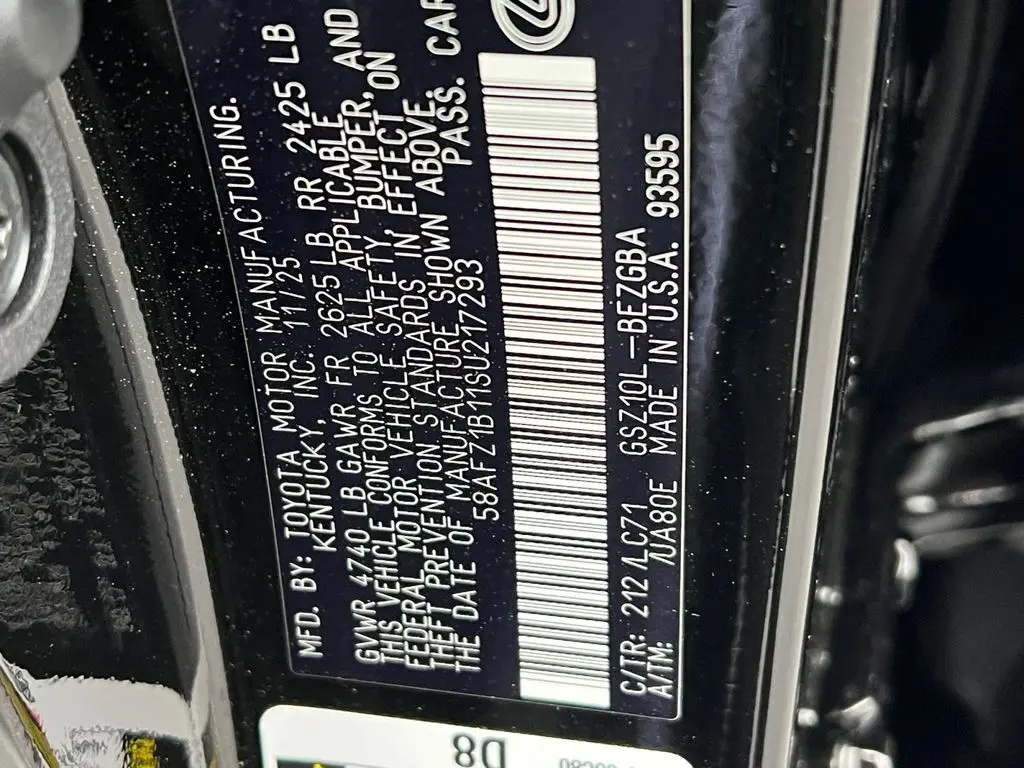 MFD. BY: TOYOTA MOTOR MANUFACTURING.
KENTUCKY, INC. 11/25
GVWR 4740 LB GAWR FR 2625 LB RR 2425 LB
THIS VEHICLE CONFORMS TO ALL APPLICABLE
FEDERAL MOTOR VEHICLE SAFETY, BUMPER, AND
THEFT PREVENTION STANDARDS IN EFFECT ON
THE DATE OF MANUFACTURE SHOWN ABOVE.
58AFZ1B11SU217293 PASS. CAR
C/TR: 212 /LC71 GSZ10L-BEZGBA
A/TM: /UA80E MADE IN U.S.A. 93595
D8